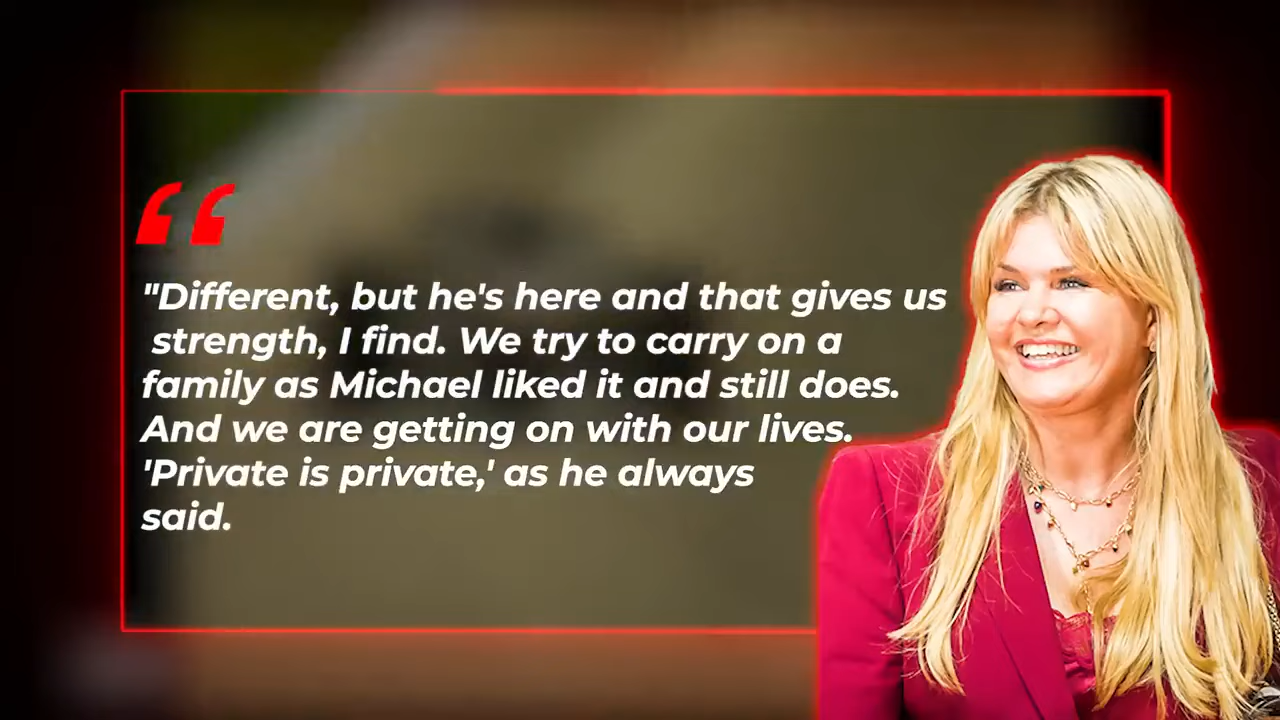 "Different, but he's here and that gives us
strength, I find. We try to carry on a
family as Michael liked it and still does.
And we are getting on with our lives.
'Private is private,' as he always
said.